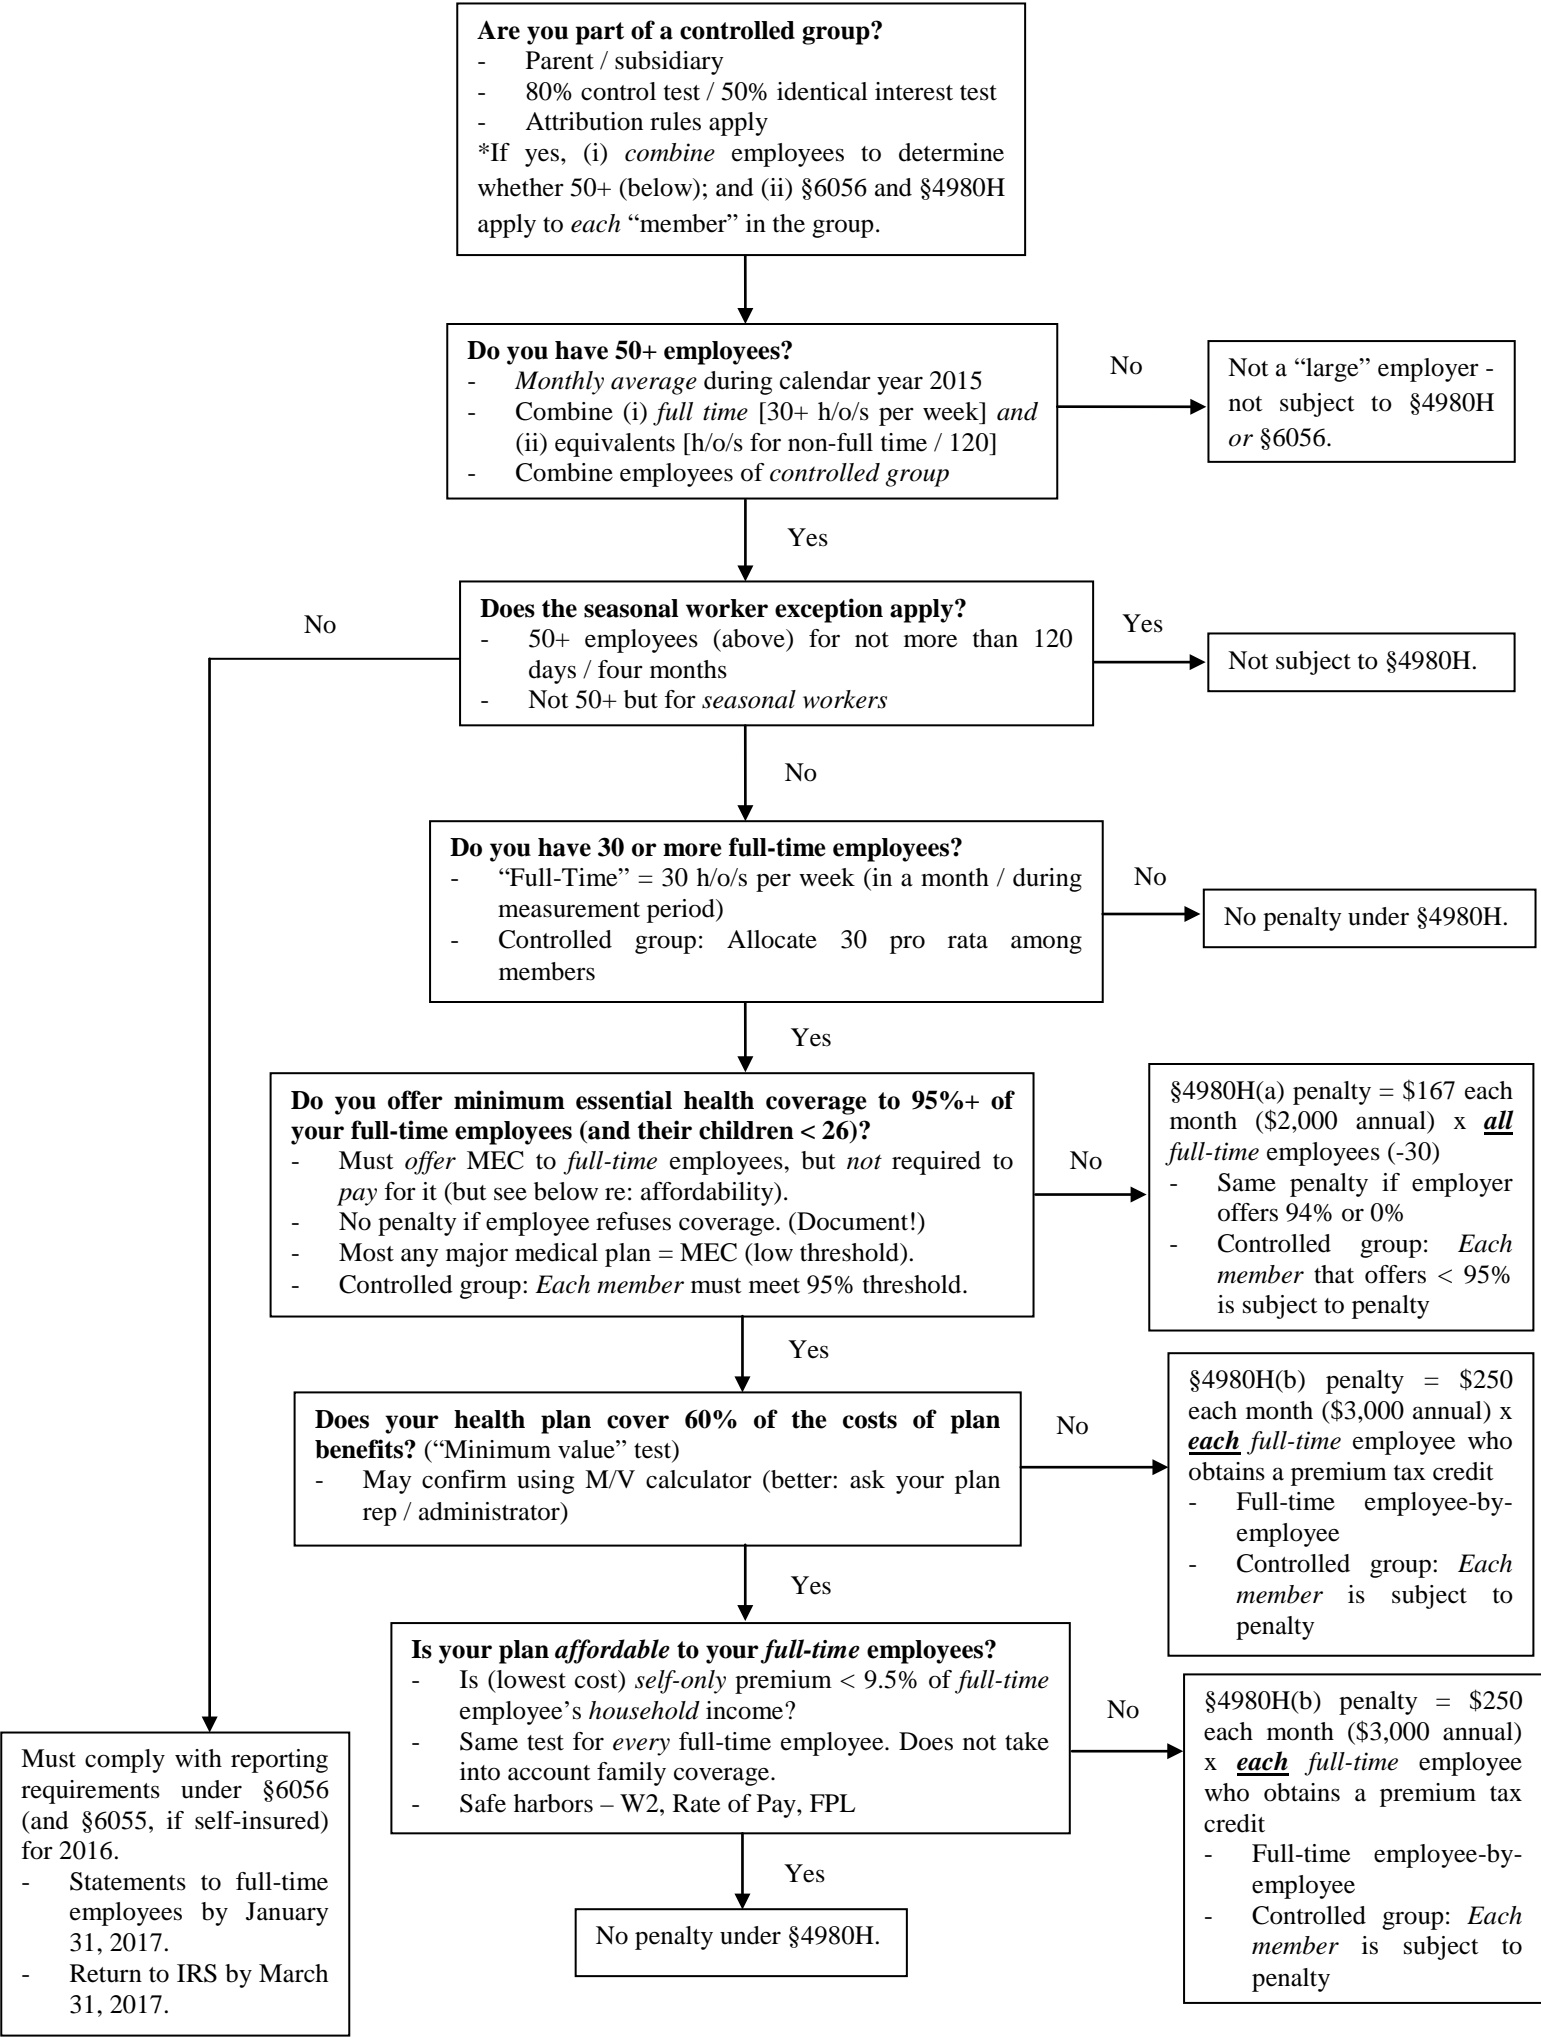 Are you part of a controlled group?
- Parent / subsidiary
- 80% control test / 50% identical interest test
- Attribution rules apply
*If yes, (i) combine employees to determine
whether 50+ (below); and (ii) §6056 and §4980H
apply to each “member” in the group.
Do you have 50+ employees?
- Monthly average during calendar year 2015
- Combine (i) full time [30+ h/o/s per week] and
(ii) equivalents [h/o/s for non-full time / 120]
- Combine employees of controlled group
No
Not a “large” employer -
not subject to §4980H
or §6056.
Yes
No
Does the seasonal worker exception apply?
- 50+ employees (above) for not more than 120
days / four months
- Not 50+ but for seasonal workers
Yes
Not subject to §4980H.
No
Do you have 30 or more full-time employees?
- “Full-Time” = 30 h/o/s per week (in a month / during
measurement period)
- Controlled group: Allocate 30 pro rata among
members
No
No penalty under §4980H.
Yes
Do you offer minimum essential health coverage to 95%+ of
your full-time employees (and their children < 26)?
- Must offer MEC to full-time employees, but not required to
pay for it (but see below re: affordability).
- No penalty if employee refuses coverage. (Document!)
- Most any major medical plan = MEC (low threshold).
- Controlled group: Each member must meet 95% threshold.
No
§4980H(a) penalty = $167 each
month ($2,000 annual) x all
full-time employees (-30)
- Same penalty if employer
offers 94% or 0%
- Controlled group: Each
member that offers < 95%
is subject to penalty
Yes
Does your health plan cover 60% of the costs of plan
benefits? (“Minimum value” test)
- May confirm using M/V calculator (better: ask your plan
rep / administrator)
No
§4980H(b) penalty = $250
each month ($3,000 annual) x
each full-time employee who
obtains a premium tax credit
- Full-time employee-by-
employee
- Controlled group: Each
member is subject to
penalty
Yes
Is your plan affordable to your full-time employees?
- Is (lowest cost) self-only premium < 9.5% of full-time
employee’s household income?
- Same test for every full-time employee. Does not take
into account family coverage.
- Safe harbors – W2, Rate of Pay, FPL
No
§4980H(b) penalty = $250
each month ($3,000 annual)
x each full-time employee
who obtains a premium tax
credit
- Full-time employee-by-
employee
- Controlled group: Each
member is subject to
penalty
Yes
No penalty under §4980H.
Must comply with reporting
requirements under §6056
(and §6055, if self-insured)
for 2016.
- Statements to full-time
employees by January
31, 2017.
- Return to IRS by March
31, 2017.